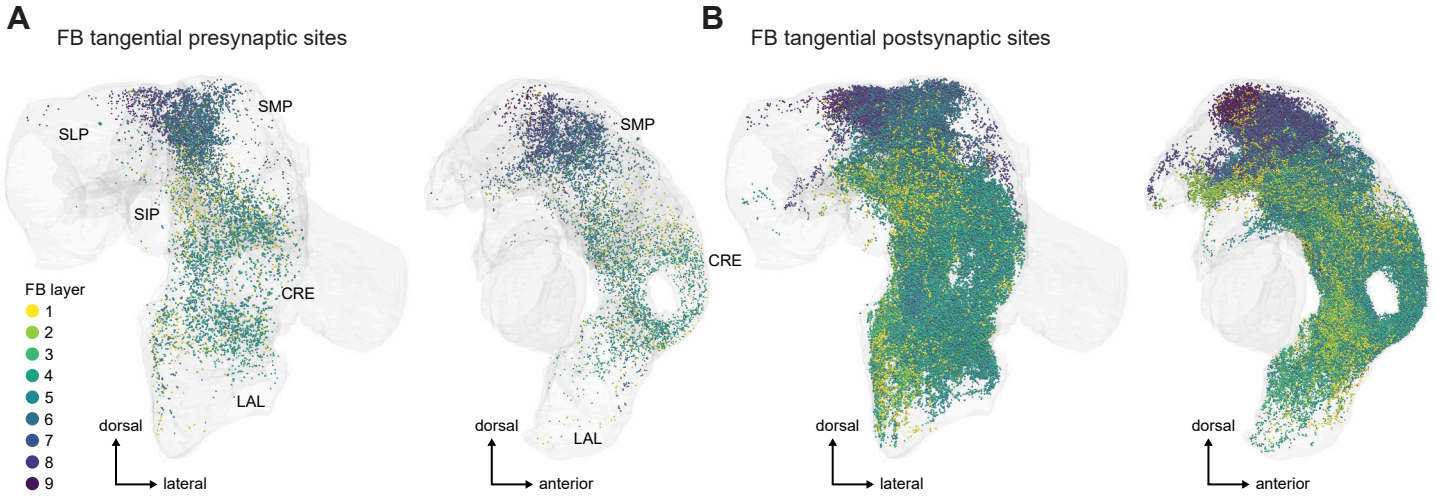 A
FB tangential presynaptic sites
SLP
SMP
SIP
CRE
LAL
FB layer
1
2
3
4
5
6
7
8
9
dorsal
lateral
SMP
CRE
LAL
dorsal
anterior
B
FB tangential postsynaptic sites
dorsal
lateral
dorsal
anterior